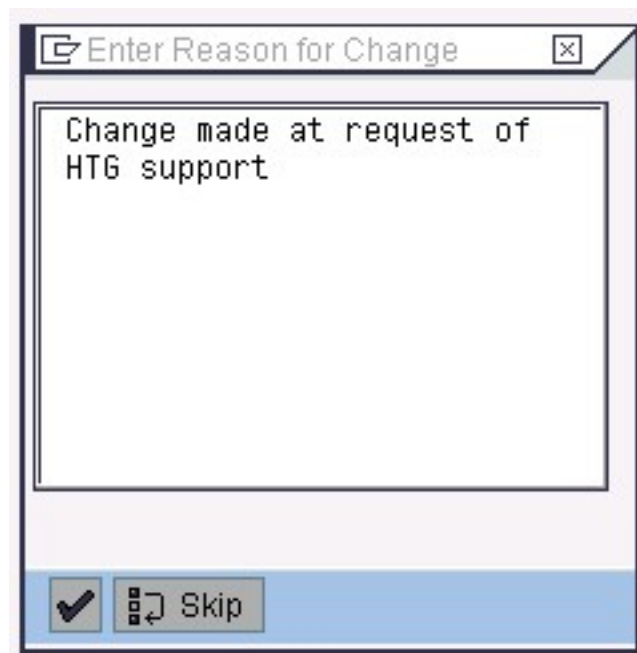 Enter Reason for Change
Change made at request of
HTG support
Skip